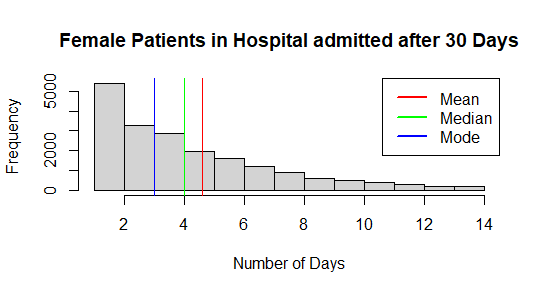 Female Patients in Hospital admitted after 30 Days
Frequency
5000
2000
0
Mean
Median
Mode
2 4 6 8 10 12 14
Number of Days